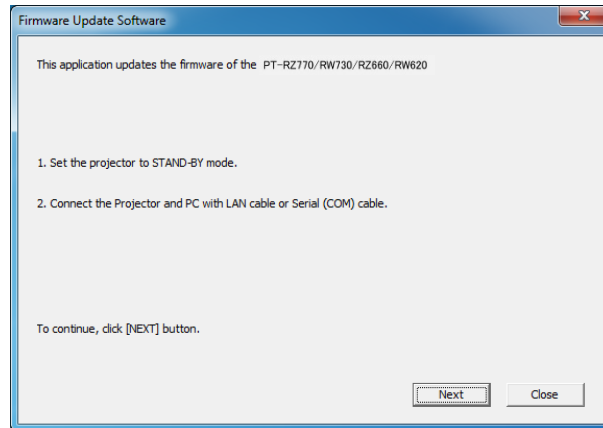 Firmware Update Software
This application updates the firmware of the PT-RZ770/RW730/RZ660/RW620
1. Set the projector to STAND-BY mode.
2. Connect the Projector and PC with LAN cable or Serial (COM) cable.
To continue, click [NEXT] button.
Next Close